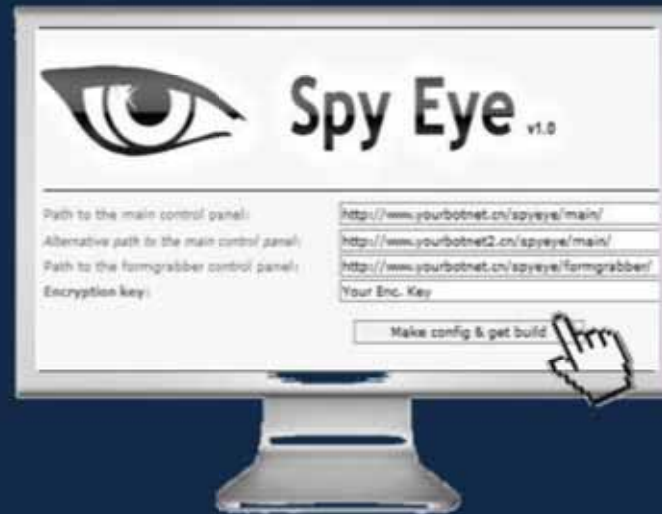 Spy Eye v1.0
Path to the main control panel: http://www.yourbotnet.cn/spyeye/main/
Alternative path to the main control panel: http://www.yourbotnet2.cn/spyeye/main/
Path to the formgrabber control panel: http://www.yourbotnet.cn/spyeye/formgrabber/
Encryption key: Your Enc. Key
Make config & get build